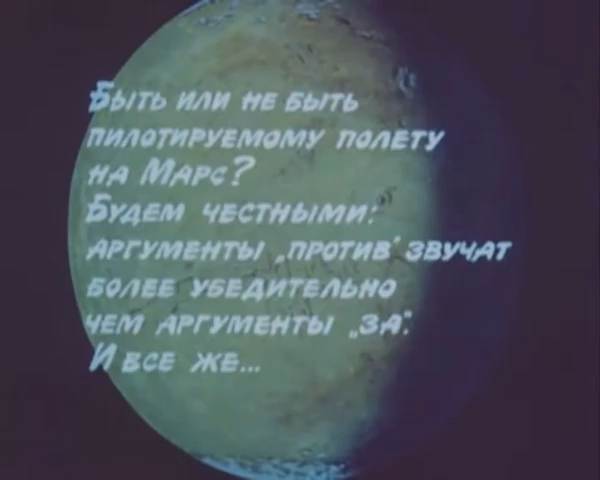 Быть или не быть
пилотируемому полету
на Марс?
Будем честными:
аргументы „против“ звучат
более убедительно
чем аргументы „за“.
И все же...